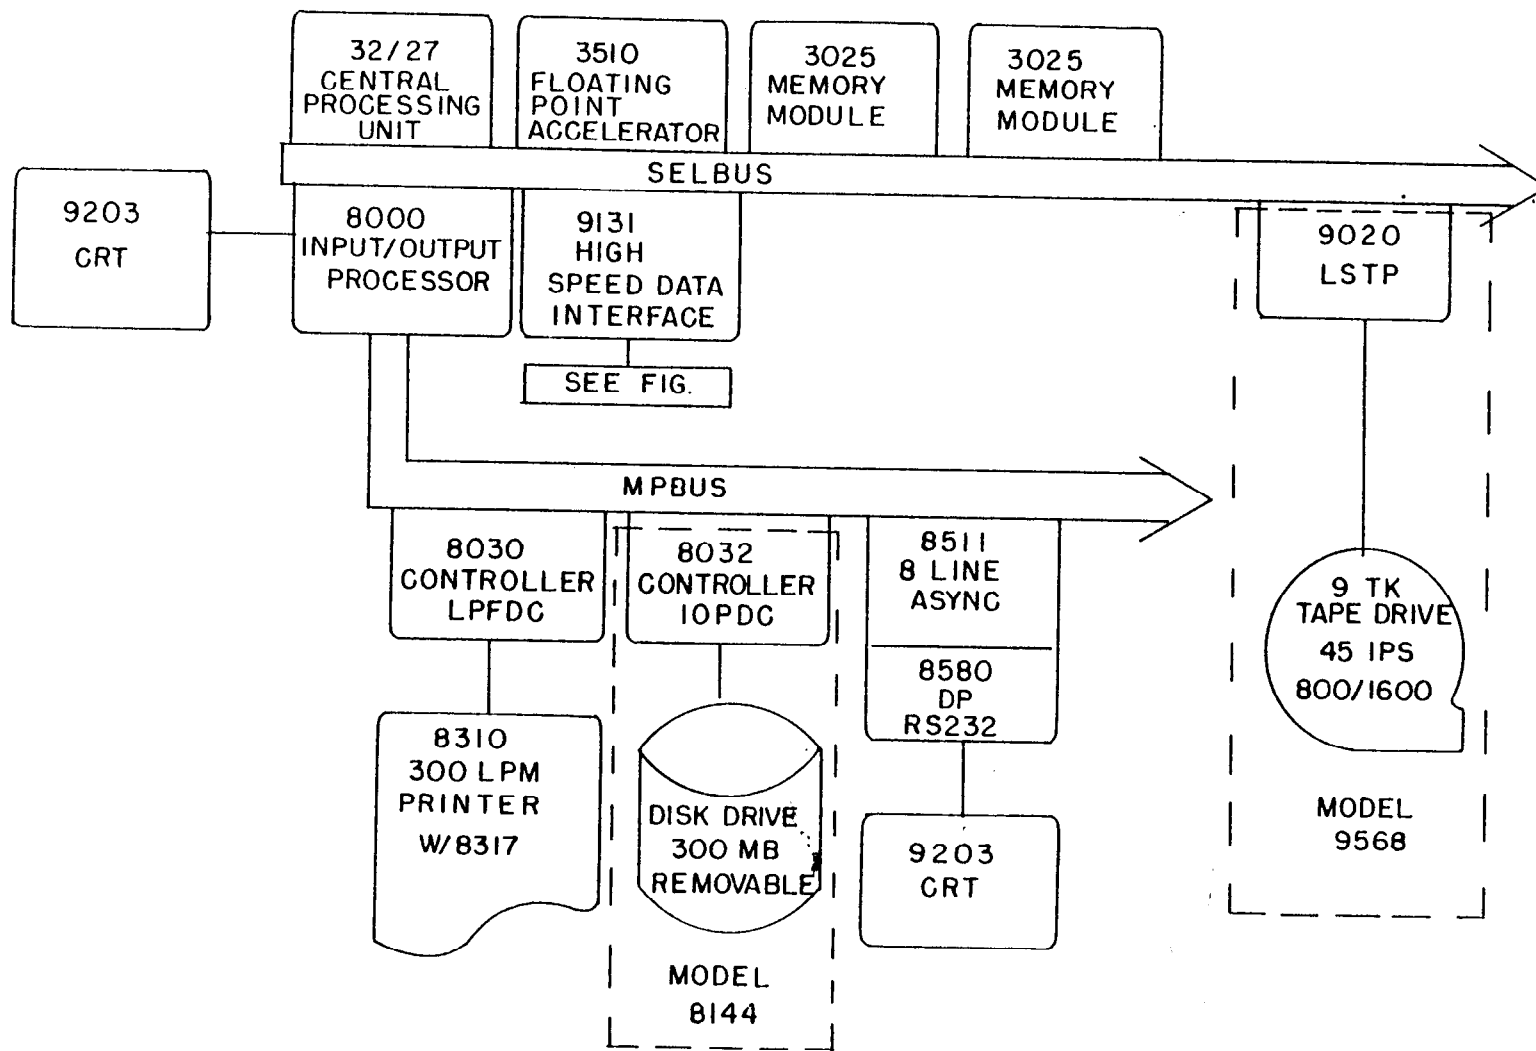 32/27
CENTRAL
PROCESSING
UNIT
3510
FLOATING
POINT
ACCELERATOR
3025
MEMORY
MODULE
3025
MEMORY
MODULE
SELBUS
9203
CRT
8000
INPUT/OUTPUT
PROCESSOR
9131
HIGH
SPEED DATA
INTERFACE
SEE FIG.
9020
LSTP
MPBUS
8030
CONTROLLER
LPFDC
8032
CONTROLLER
IOPDC
8511
8 LINE
ASYNC
8580
DP
RS232
9 TK
TAPE DRIVE
45 IPS
800/1600
8310
300 LPM
PRINTER
W/8317
DISK DRIVE
300 MB
REMOVABLE
9203
CRT
MODEL
9568
MODEL
8144